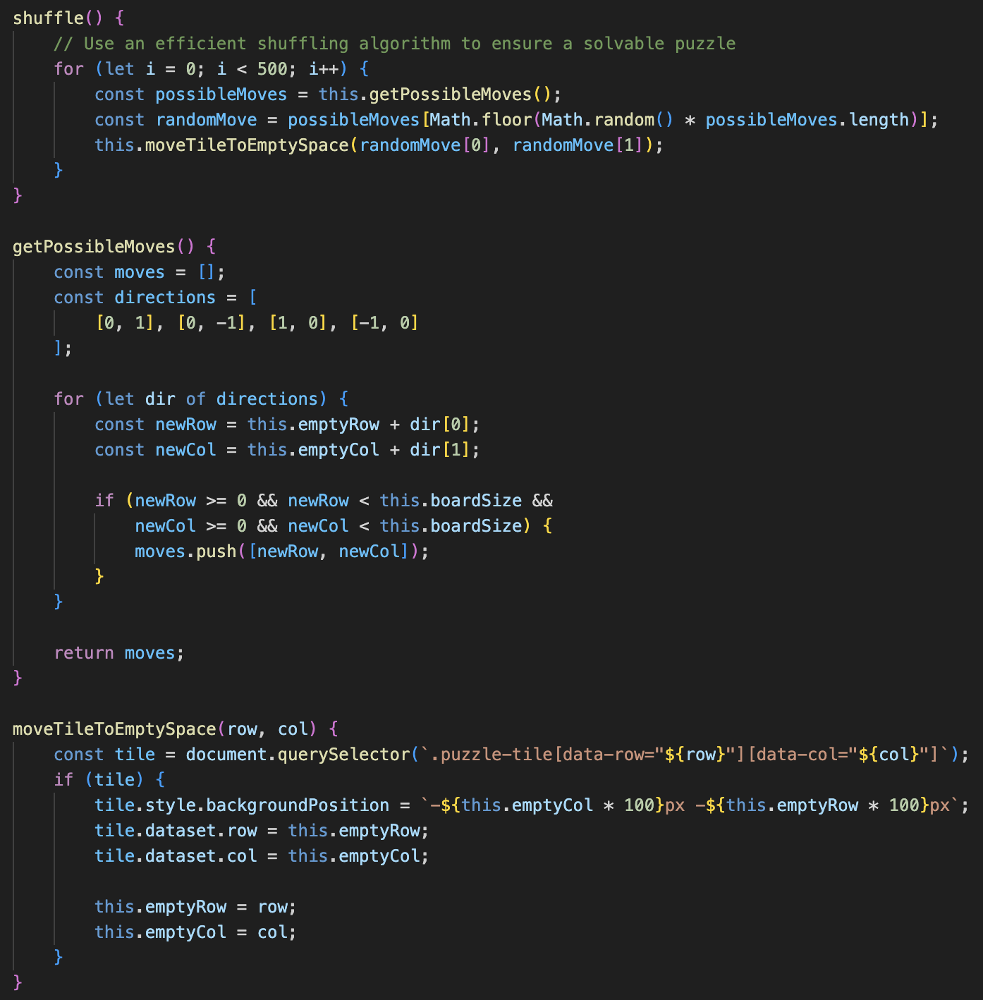 shuffle() {
    // Use an efficient shuffling algorithm to ensure a solvable puzzle
    for (let i = 0; i < 500; i++) {
        const possibleMoves = this.getPossibleMoves();
        const randomMove = possibleMoves[Math.floor(Math.random() * possibleMoves.length)];
        this.moveTileToEmptySpace(randomMove[0], randomMove[1]);
    }
}

getPossibleMoves() {
    const moves = [];
    const directions = [
        [0, 1], [0, -1], [1, 0], [-1, 0]
    ];

    for (let dir of directions) {
        const newRow = this.emptyRow + dir[0];
        const newCol = this.emptyCol + dir[1];

        if (newRow >= 0 && newRow < this.boardSize &&
            newCol >= 0 && newCol < this.boardSize) {
            moves.push([newRow, newCol]);
        }
    }

    return moves;
}

moveTileToEmptySpace(row, col) {
    const tile = document.querySelector(`.puzzle-tile[data-row="${row}"][data-col="${col}"]`);
    if (tile) {
        tile.style.backgroundPosition = `-${this.emptyCol * 100}px -${this.emptyRow * 100}px`;
        tile.dataset.row = this.emptyRow;
        tile.dataset.col = this.emptyCol;

        this.emptyRow = row;
        this.emptyCol = col;
    }
}